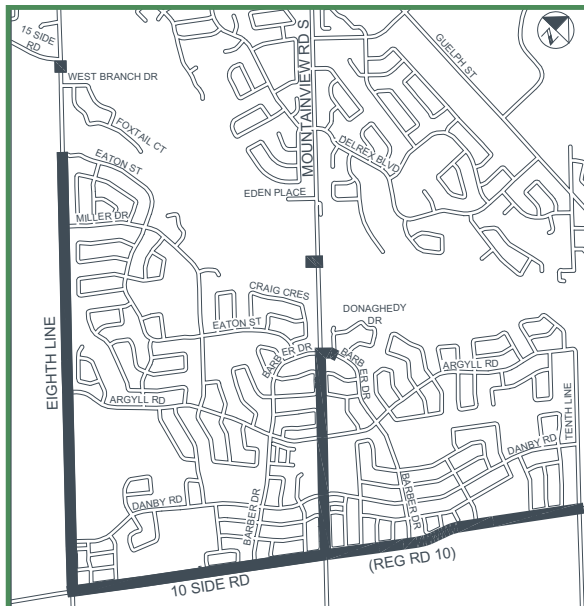 15 SIDE
RD
WEST BRANCH DR
FOXTAIL CT
EATON ST
MILLER DR
EIGHTH LINE
MOUNTAINVIEW RD S
GUELPH ST
DELREX BLVD
EDEN PLACE
CRAIG CRES
EATON ST
DONAGHEDY
DR
BARBER DR
BARBER DR
ARGYLL RD
ARGYLL RD
TENTH LINE
DANBY RD
DANBY RD
BARBER DR
BARBER DR
10 SIDE RD
(REG RD 10)